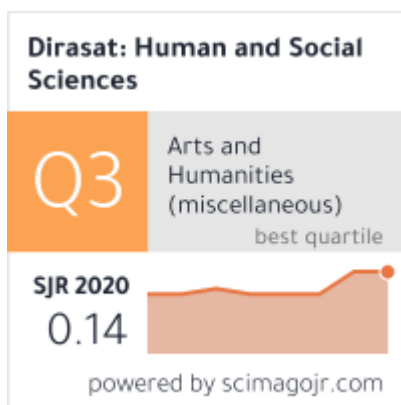 Dirasat: Human and Social
Sciences
Q3
Arts and
Humanities
(miscellaneous)
best quartile
SJR 2020
0.14
powered by scimagojr.com